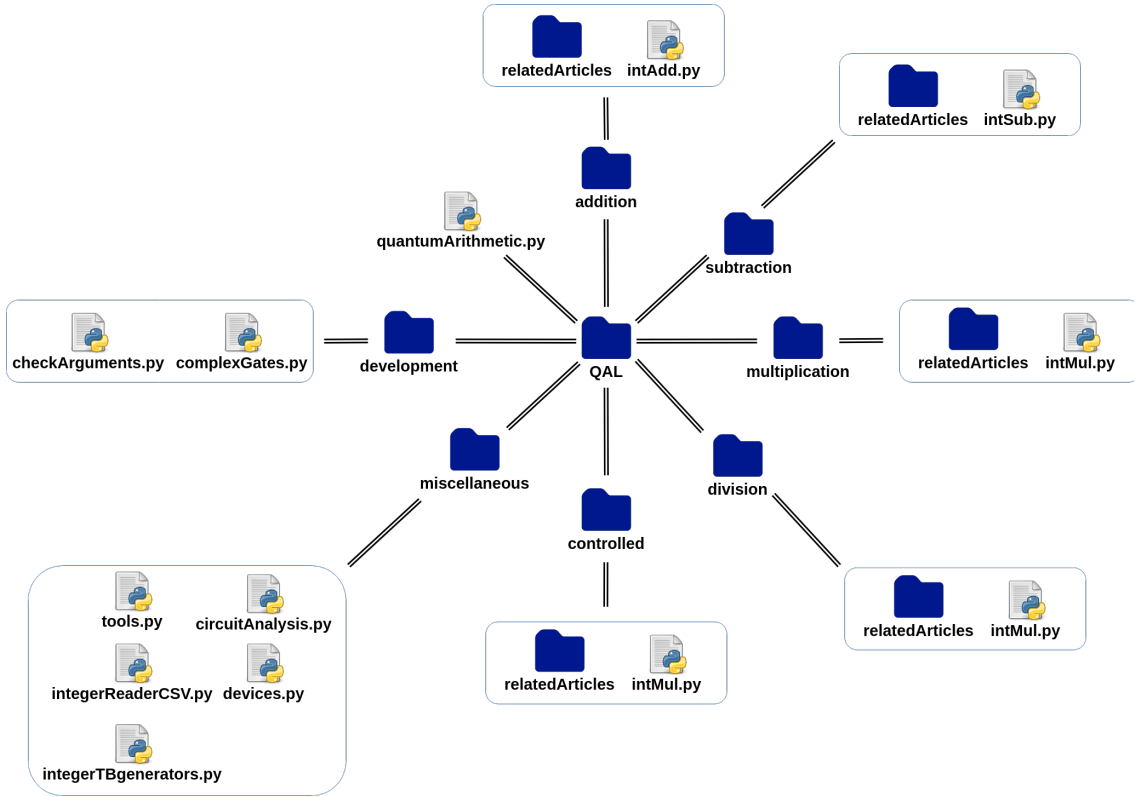 relatedArticles intAdd.py
relatedArticles intSub.py
addition
quantumArithmetic.py
subtraction
checkArguments.py complexGates.py
development
QAL
multiplication
relatedArticles intMul.py
miscellaneous
division
controlled
tools.py circuitAnalysis.py
relatedArticles intMul.py
integerReaderCSV.py devices.py
relatedArticles intMul.py
integerTBgenerators.py